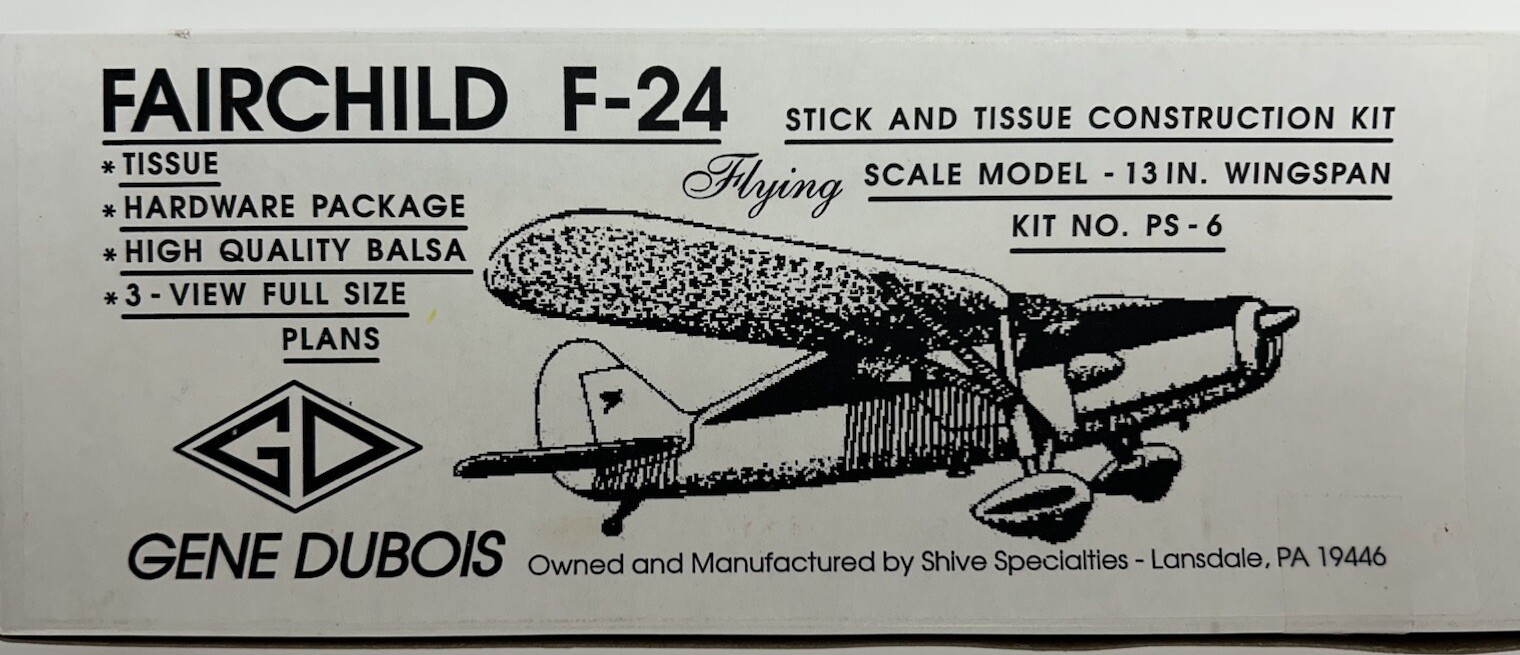 FAIRCHILD F-24
STICK AND TISSUE CONSTRUCTION KIT
Flying SCALE MODEL - 13 IN. WINGSPAN
KIT NO. PS - 6
* TISSUE
* HARDWARE PACKAGE
* HIGH QUALITY BALSA
* 3 - VIEW FULL SIZE
PLANS
GD
GENE DUBOIS
Owned and Manufactured by Shive Specialties - Lansdale, PA 19446